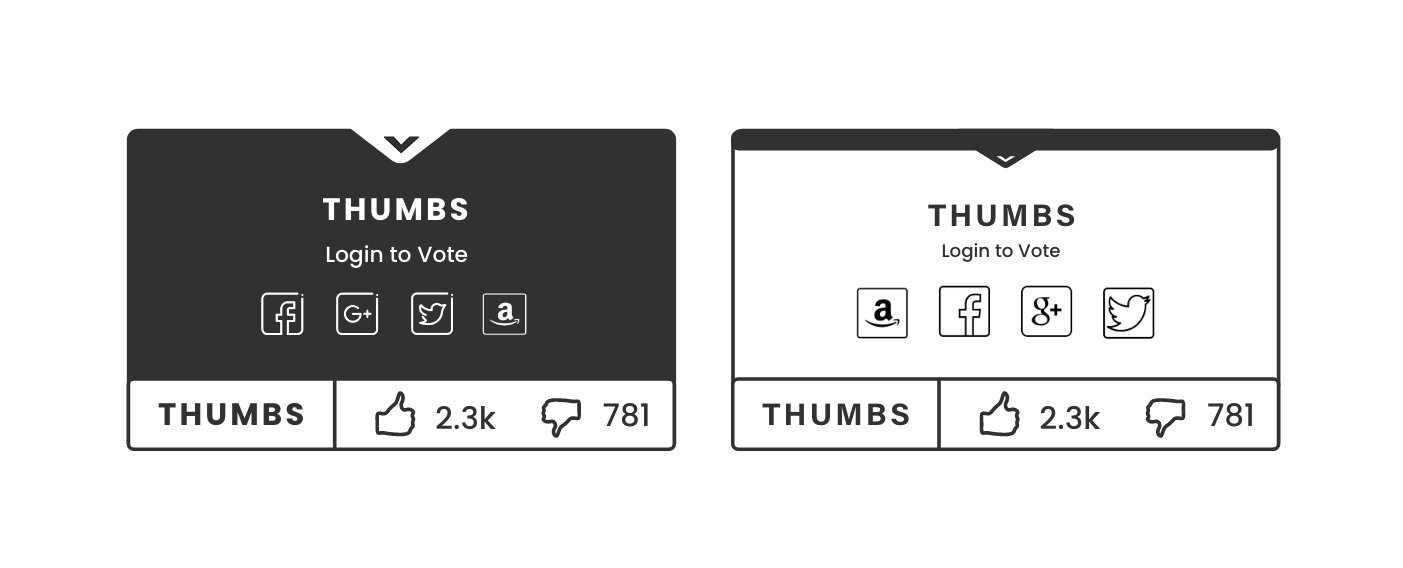 THUMBS
Login to Vote
G+
a
THUMBS 2.3k 781
THUMBS
Login to Vote
a
g+
THUMBS 2.3k 781